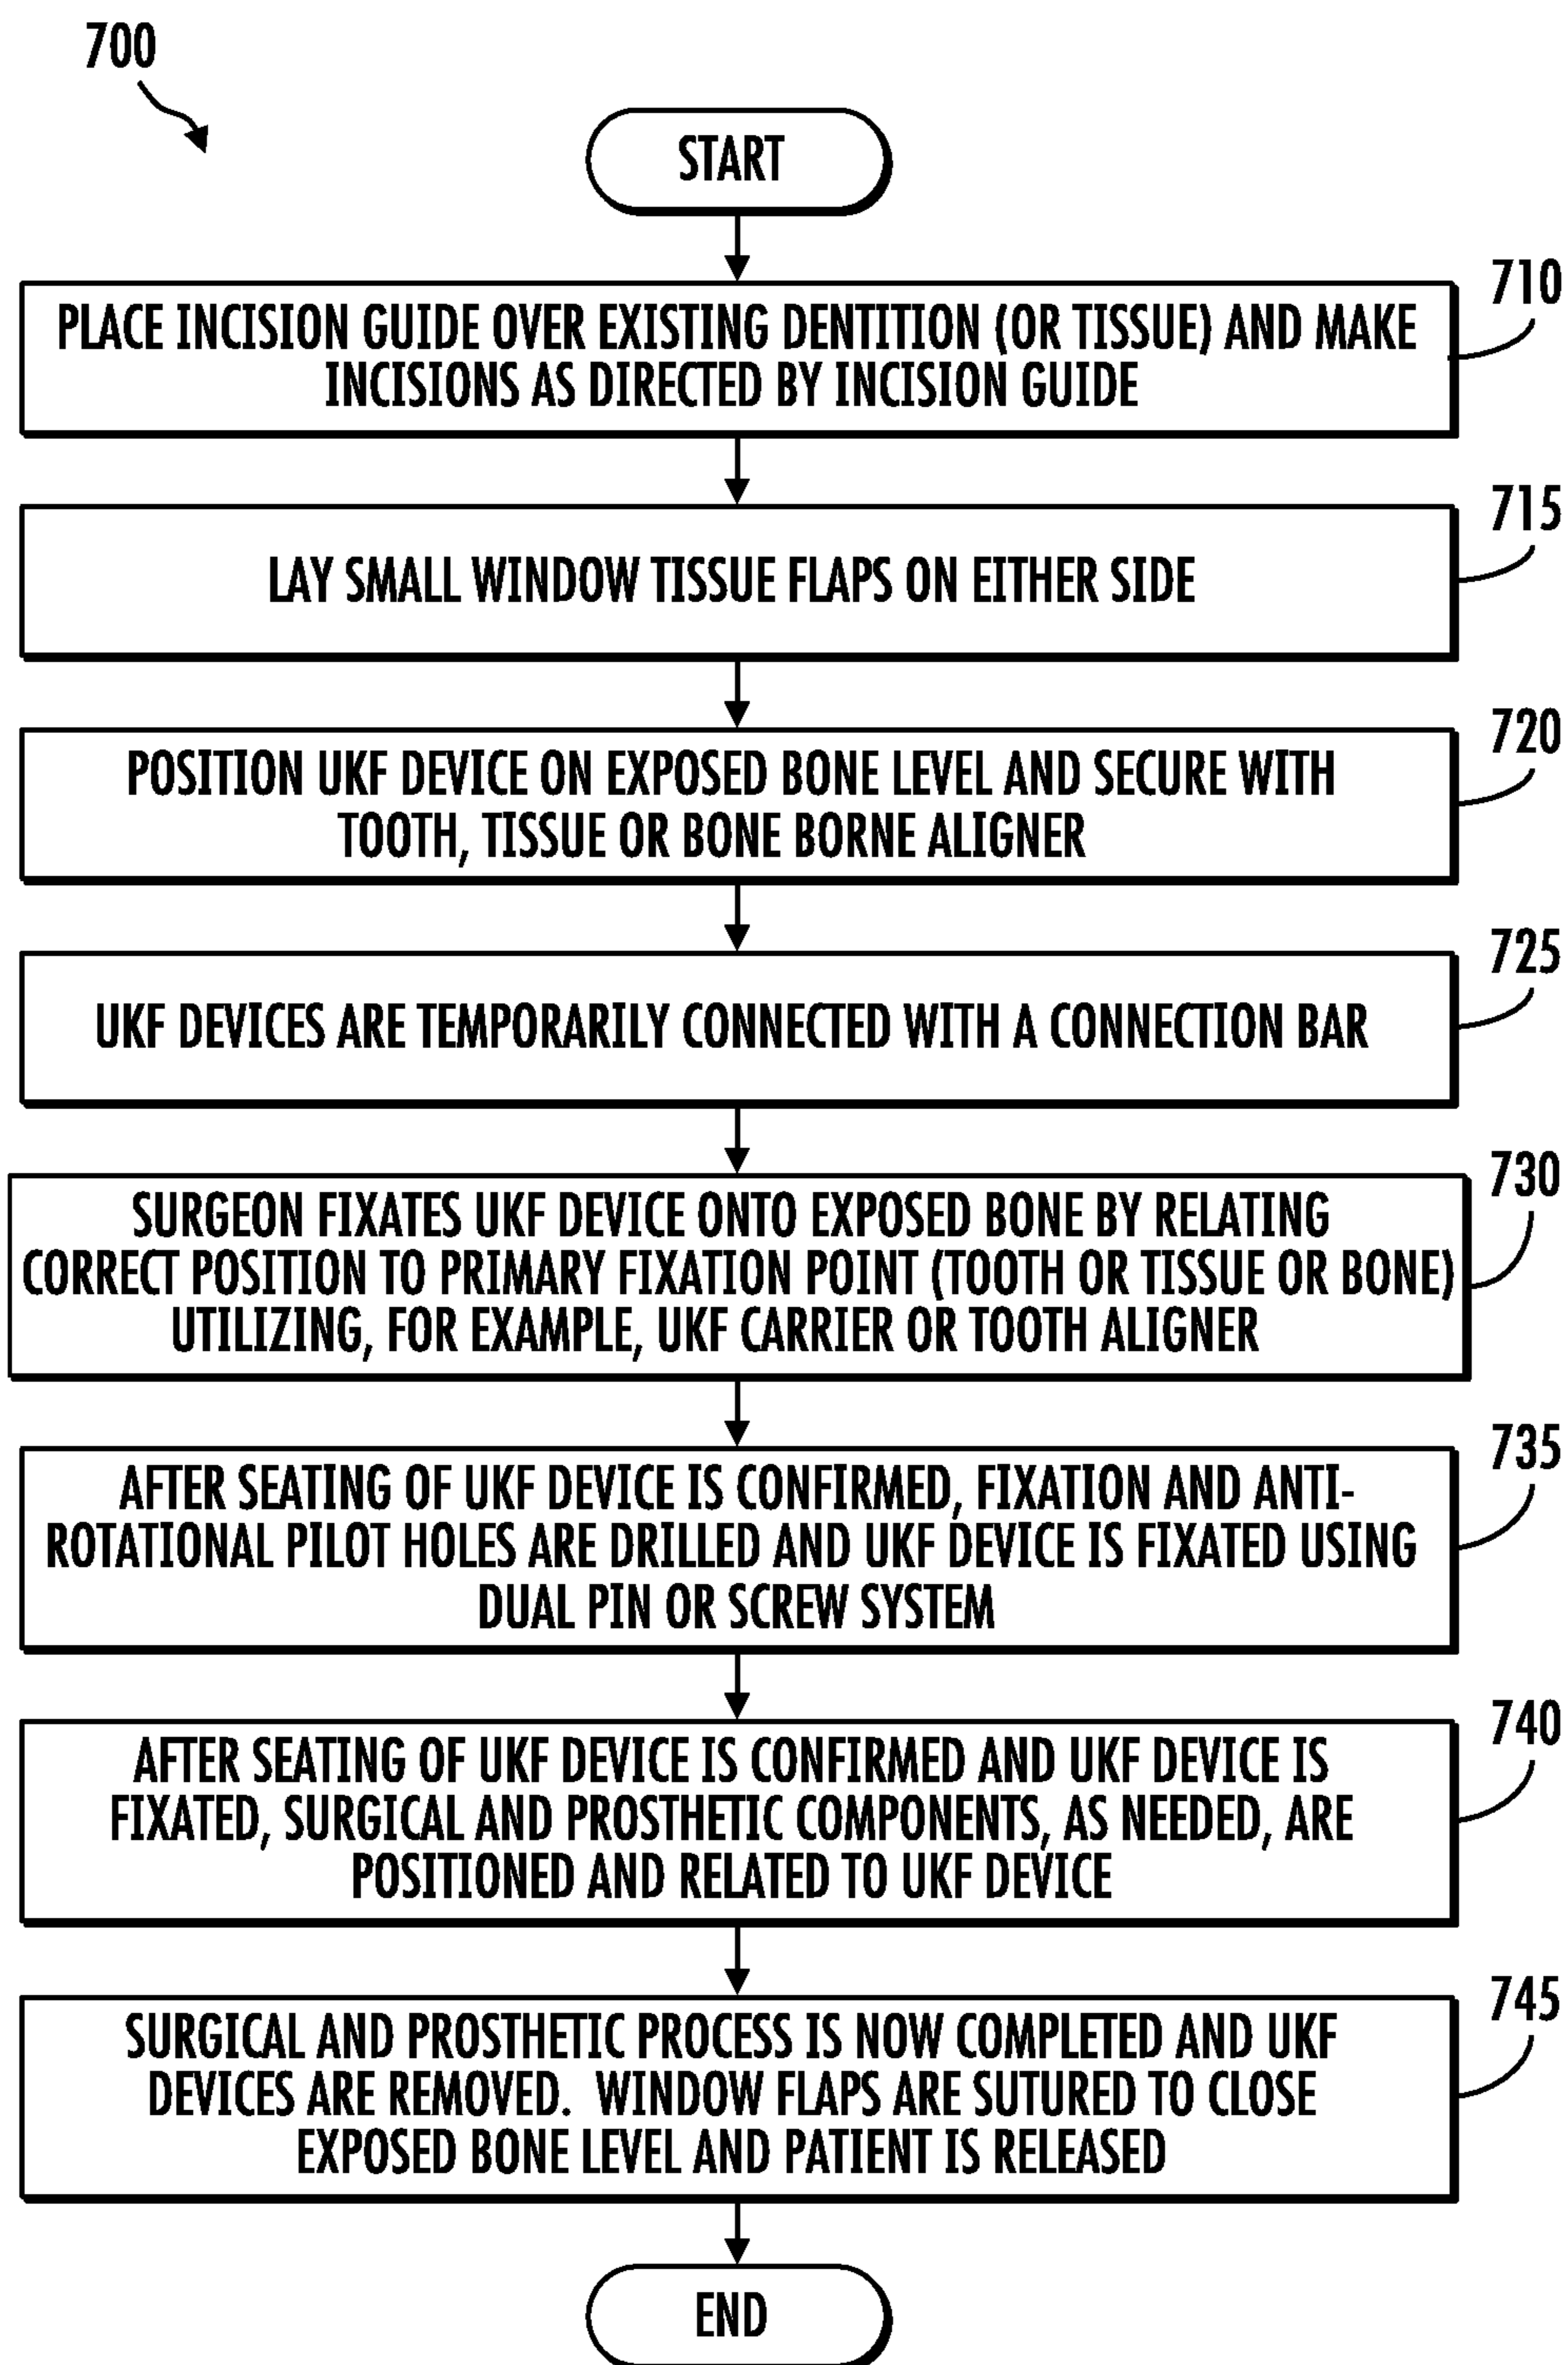 700
START
710
PLACE INCISION GUIDE OVER EXISTING DENTITION (OR TISSUE) AND MAKE
INCISIONS AS DIRECTED BY INCISION GUIDE
715
LAY SMALL WINDOW TISSUE FLAPS ON EITHER SIDE
720
POSITION UKF DEVICE ON EXPOSED BONE LEVEL AND SECURE WITH
TOOTH, TISSUE OR BONE BORNE ALIGNER
725
UKF DEVICES ARE TEMPORARILY CONNECTED WITH A CONNECTION BAR
730
SURGEON FIXATES UKF DEVICE ONTO EXPOSED BONE BY RELATING
CORRECT POSITION TO PRIMARY FIXATION POINT (TOOTH OR TISSUE OR BONE)
UTILIZING, FOR EXAMPLE, UKF CARRIER OR TOOTH ALIGNER
735
AFTER SEATING OF UKF DEVICE IS CONFIRMED, FIXATION AND ANTI-
ROTATIONAL PILOT HOLES ARE DRILLED AND UKF DEVICE IS FIXATED USING
DUAL PIN OR SCREW SYSTEM
740
AFTER SEATING OF UKF DEVICE IS CONFIRMED AND UKF DEVICE IS
FIXATED, SURGICAL AND PROSTHETIC COMPONENTS, AS NEEDED, ARE
POSITIONED AND RELATED TO UKF DEVICE
745
SURGICAL AND PROSTHETIC PROCESS IS NOW COMPLETED AND UKF
DEVICES ARE REMOVED. WINDOW FLAPS ARE SUTURED TO CLOSE
EXPOSED BONE LEVEL AND PATIENT IS RELEASED
END